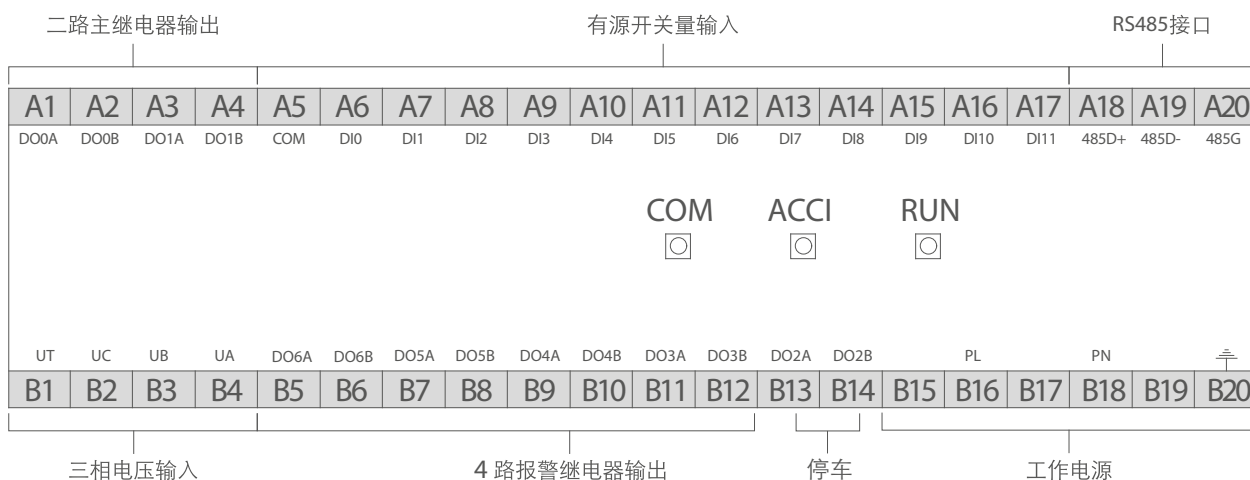 二路主继电器输出 有源开关量输入 RS485接口
A1 A2 A3 A4 A5 A6 A7 A8 A9 A10 A11 A12 A13 A14 A15 A16 A17 A18 A19 A20
DO0A DO0B DO1A DO1B COM DI0 DI1 DI2 DI3 DI4 DI5 DI6 DI7 DI8 DI9 DI10 DI11 485D+ 485D- 485G
COM ACCI RUN
UT UC UB UA DO6A DO6B DO5A DO5B DO4A DO4B DO3A DO3B DO2A DO2B PL PN
B1 B2 B3 B4 B5 B6 B7 B8 B9 B10 B11 B12 B13 B14 B15 B16 B17 B18 B19 B20
三相电压输入 4 路报警继电器输出 停车 工作电源